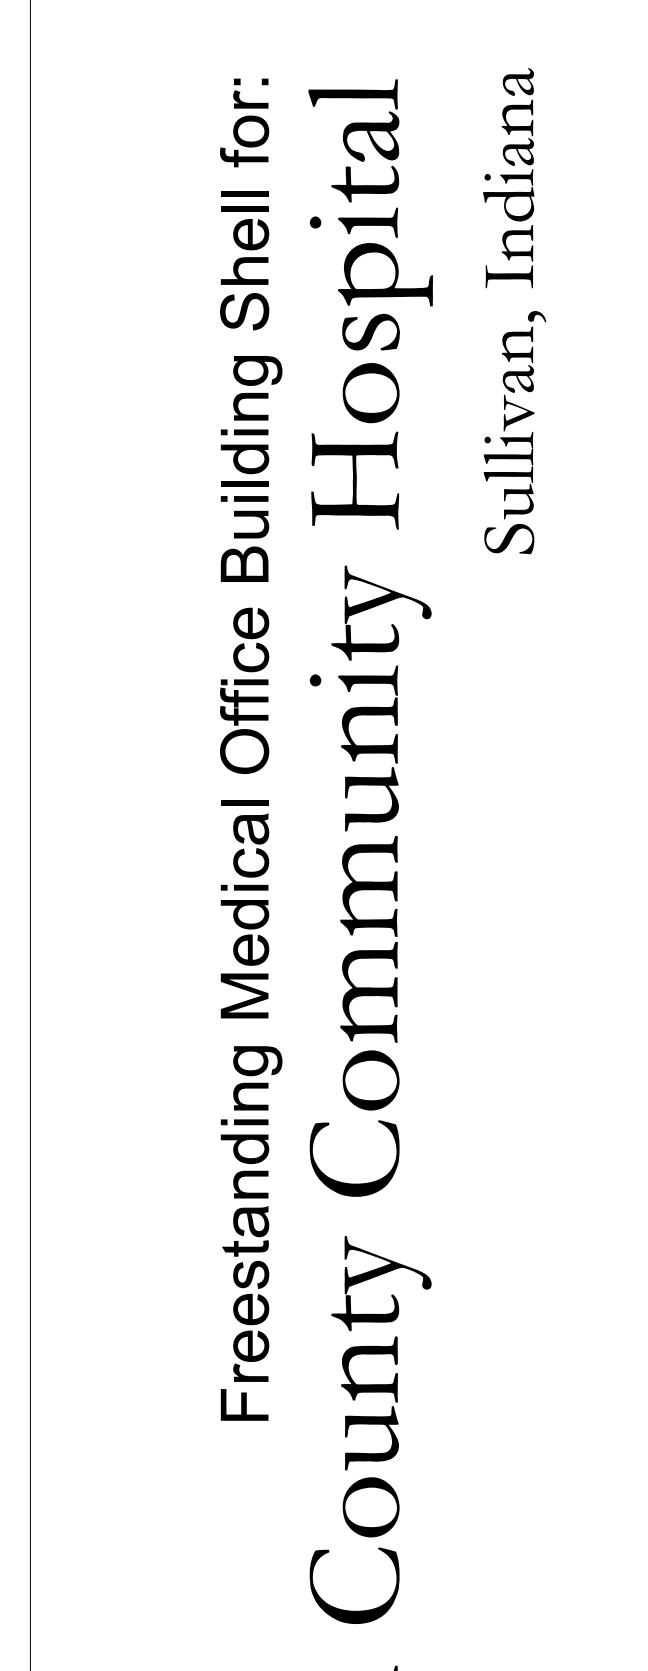 Freestanding Medical Office Building Shell for:
County Community Hospital
Sullivan, Indiana